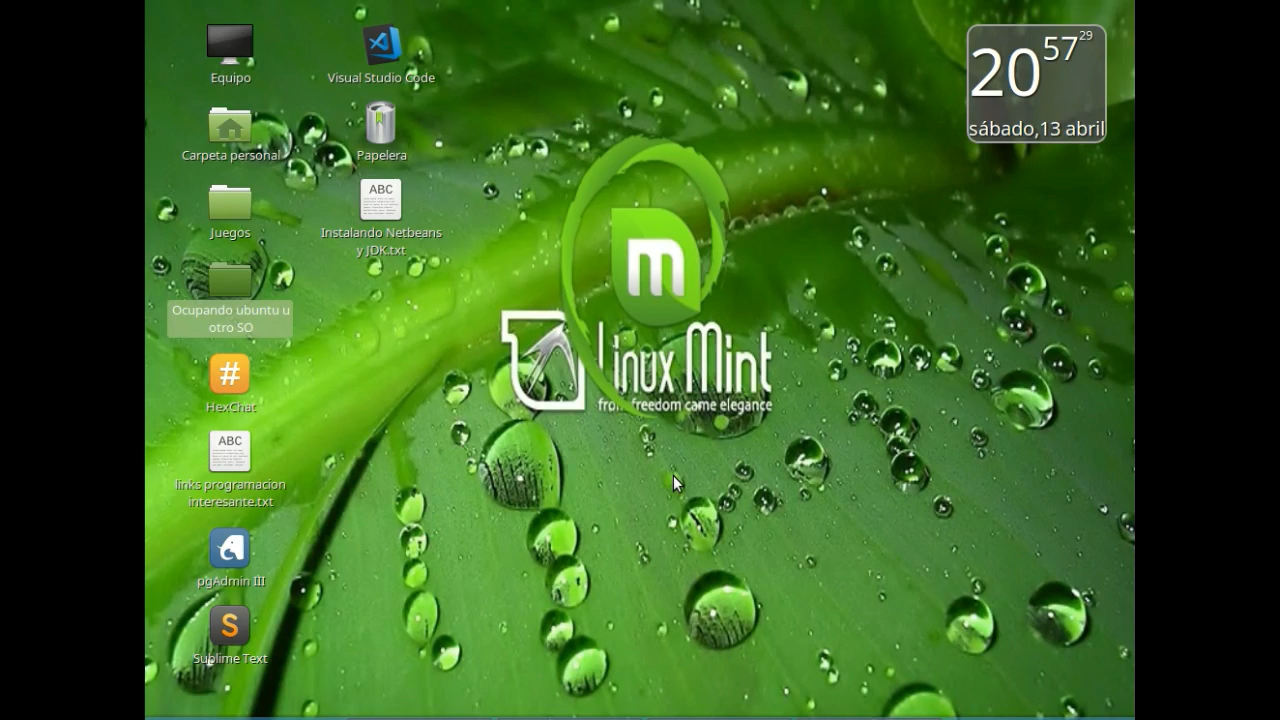 Equipo
Carpeta personal
Juegos
Ocupando ubuntu u
otro SO
#
HexChat
ABC
links programacion
interesante.txt
pgAdmin III
S
Sublime Text
Visual Studio Code
Papelera
ABC
Instalando Netbeans
y JDK.txt
m
Linux Mint
from freedom came elegance
20 57 29
sábado,13 abril